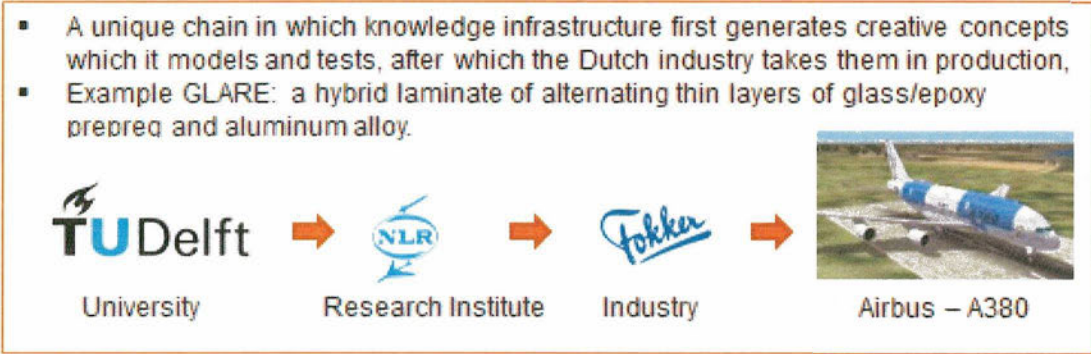 ▪ A unique chain in which knowledge infrastructure first generates creative concepts
which it models and tests, after which the Dutch industry takes them in production,
▪ Example GLARE: a hybrid laminate of alternating thin layers of glass/epoxy
prepreg and aluminum alloy.
TUDelft
NLR
Fokker
University
Research Institute
Industry
Airbus – A380